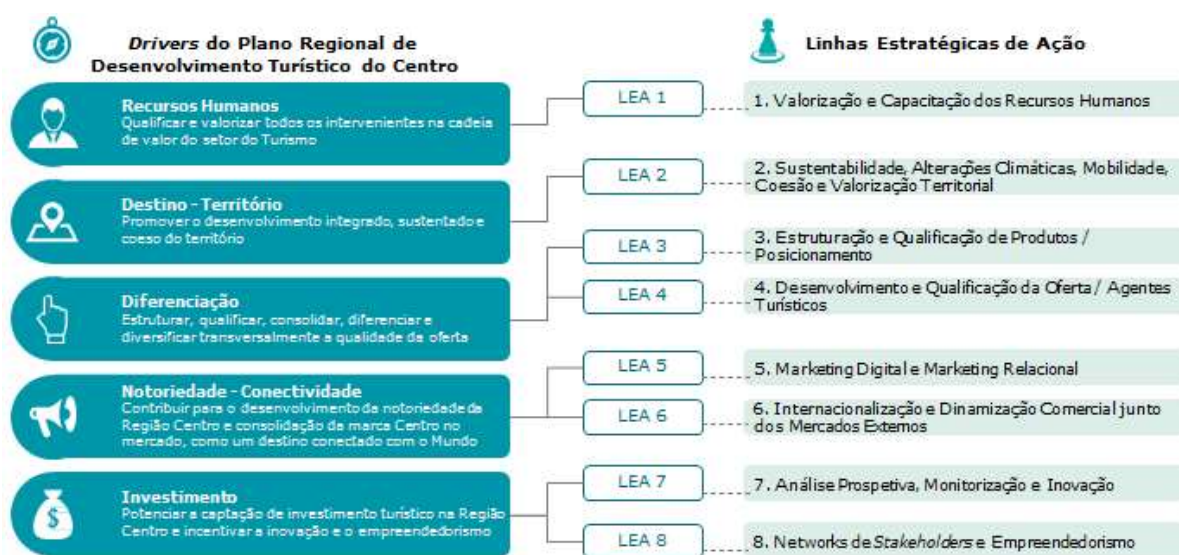 Drivers do Plano Regional de
Desenvolvimento Turístico do Centro
Linhas Estratégicas de Ação
Recursos Humanos
Qualificar e valorizar todos os intervenientes na cadeia
de valor do setor do Turismo
LEA 1
1. Valorização e Capacitação dos Recursos Humanos
Destino - Território
Promover o desenvolvimento integrado, sustentado e
coeso do território
LEA 2
2. Sustentabilidade, Alterações Climáticas, Mobilidade,
Coesão e Valorização Territorial
Diferenciação
Estruturar, qualificar, consolidar, diferenciar e
diversificar transversalmente a qualidade da oferta
LEA 3
3. Estruturação e Qualificação de Produtos /
Posicionamento
LEA 4
4. Desenvolvimento e Qualificação da Oferta / Agentes
Turísticos
Notoriedade - Conectividade
Contribuir para o desenvolvimento da notoriedade da
Região Centro e consolidação da marca Centro no
mercado, como um destino conectado com o Mundo
LEA 5
5. Marketing Digital e Marketing Relacional
LEA 6
6. Internacionalização e Dinamização Comercial junto
dos Mercados Externos
Investimento
Potenciar a captação de investimento turístico na Região
Centro e incentivar a inovação e o empreendedorismo
$
LEA 7
7. Análise Prospetiva, Monitorização e Inovação
LEA 8
8. Networks de Stakeholders e Empreendedorismo